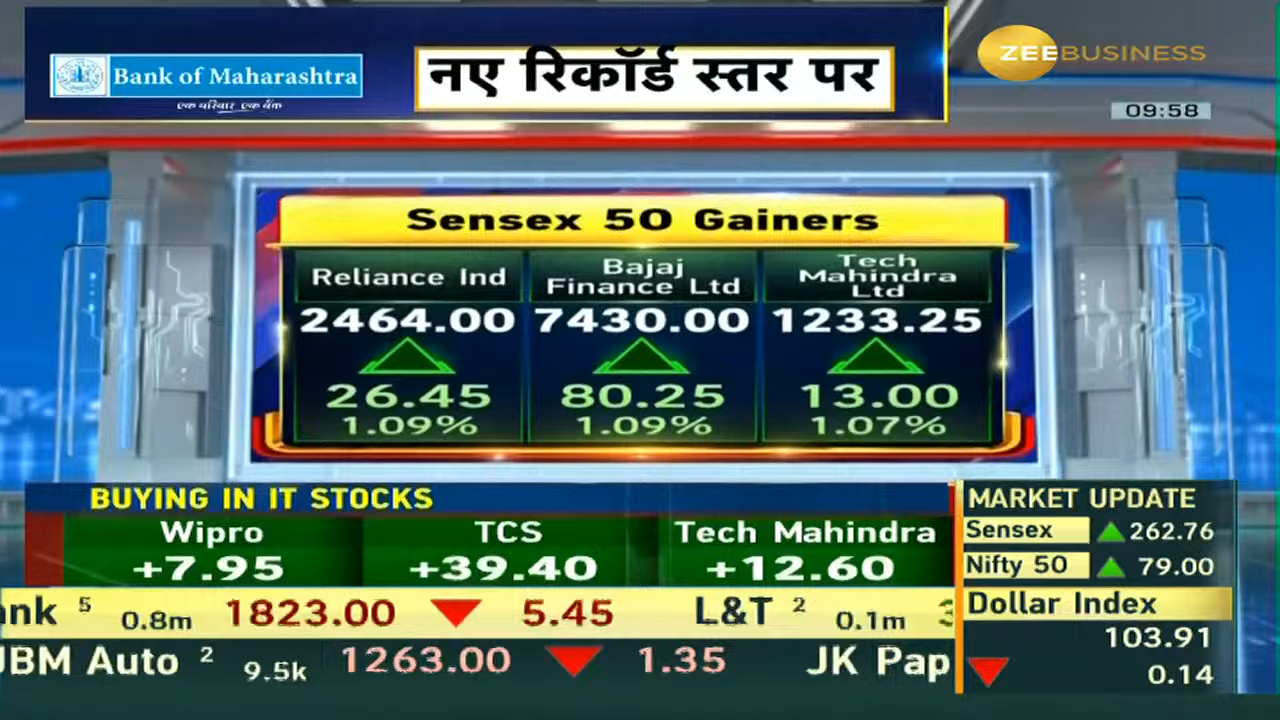 Bank of Maharashtra
एक परिवार एक बैंक
नए रिकॉर्ड स्तर पर
ZEEBUSINESS
09:58
Sensex 50 Gainers
Reliance Ind
2464.00
26.45
1.09%
Bajaj
Finance Ltd
7430.00
80.25
1.09%
Tech
Mahindra
Ltd
1233.25
13.00
1.07%
BUYING IN IT STOCKS
Wipro
+7.95
TCS
+39.40
Tech Mahindra
+12.60
MARKET UPDATE
Sensex 262.76
Nifty 50 79.00
Dollar Index
103.91
0.14
ank 5 0.8m 1823.00 5.45 L&T 2 0.1m
JBM Auto 2 9.5k 1263.00 1.35 JK Pap